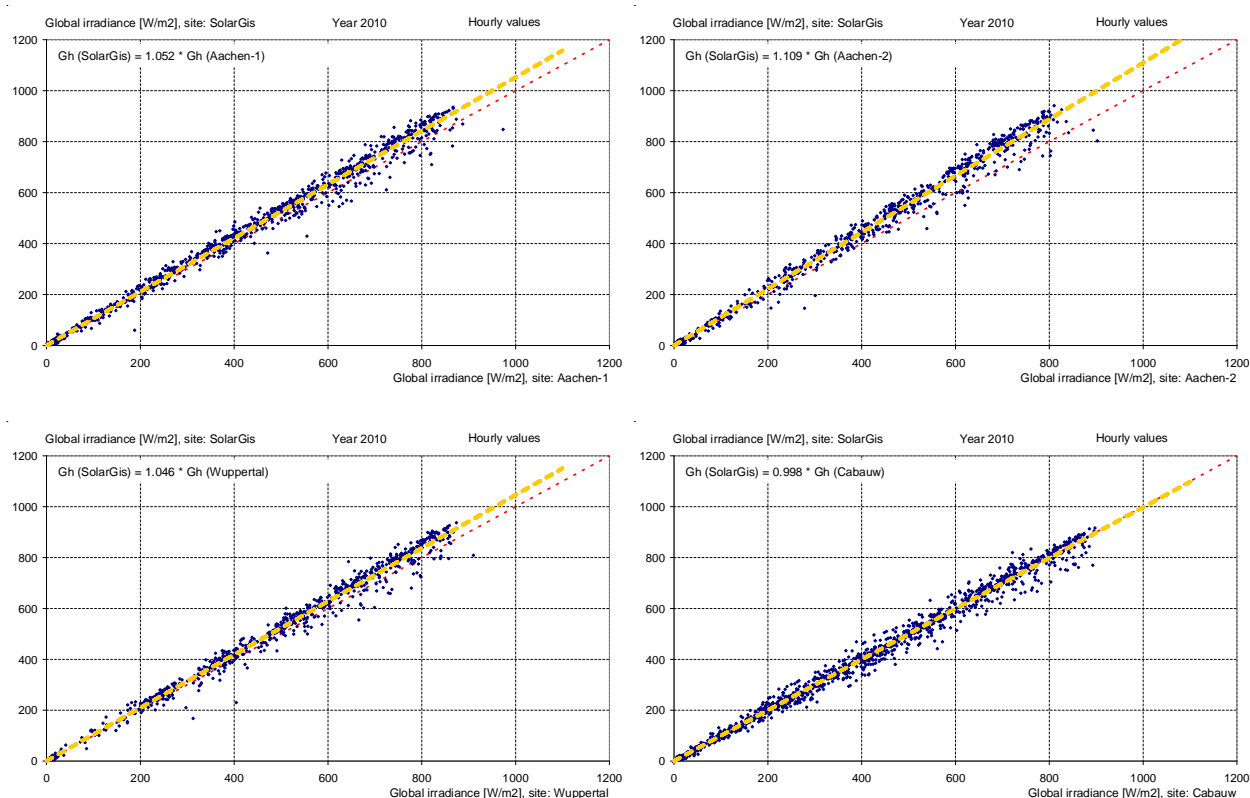 Global irradiance [W/m2], site: SolarGis Year 2010 Hourly values
Gh (SolarGis) = 1.052 * Gh (Aachen-1)
1200
1000
800
600
400
200
0
0 200 400 600 800 1000 1200
Global irradiance [W/m2], site: Aachen-1
Global irradiance [W/m2], site: SolarGis Year 2010 Hourly values
Gh (SolarGis) = 1.109 * Gh (Aachen-2)
1200
1000
800
600
400
200
0
0 200 400 600 800 1000 1200
Global irradiance [W/m2], site: Aachen-2
Global irradiance [W/m2], site: SolarGis Year 2010 Hourly values
Gh (SolarGis) = 1.046 * Gh (Wuppertal)
1200
1000
800
600
400
200
0
0 200 400 600 800 1000 1200
Global irradiance [W/m2], site: Wuppertal
Global irradiance [W/m2], site: SolarGis Year 2010 Hourly values
Gh (SolarGis) = 0.998 * Gh (Cabauw)
1200
1000
800
600
400
200
0
0 200 400 600 800 1000 1200
Global irradiance [W/m2], site: Cabauw